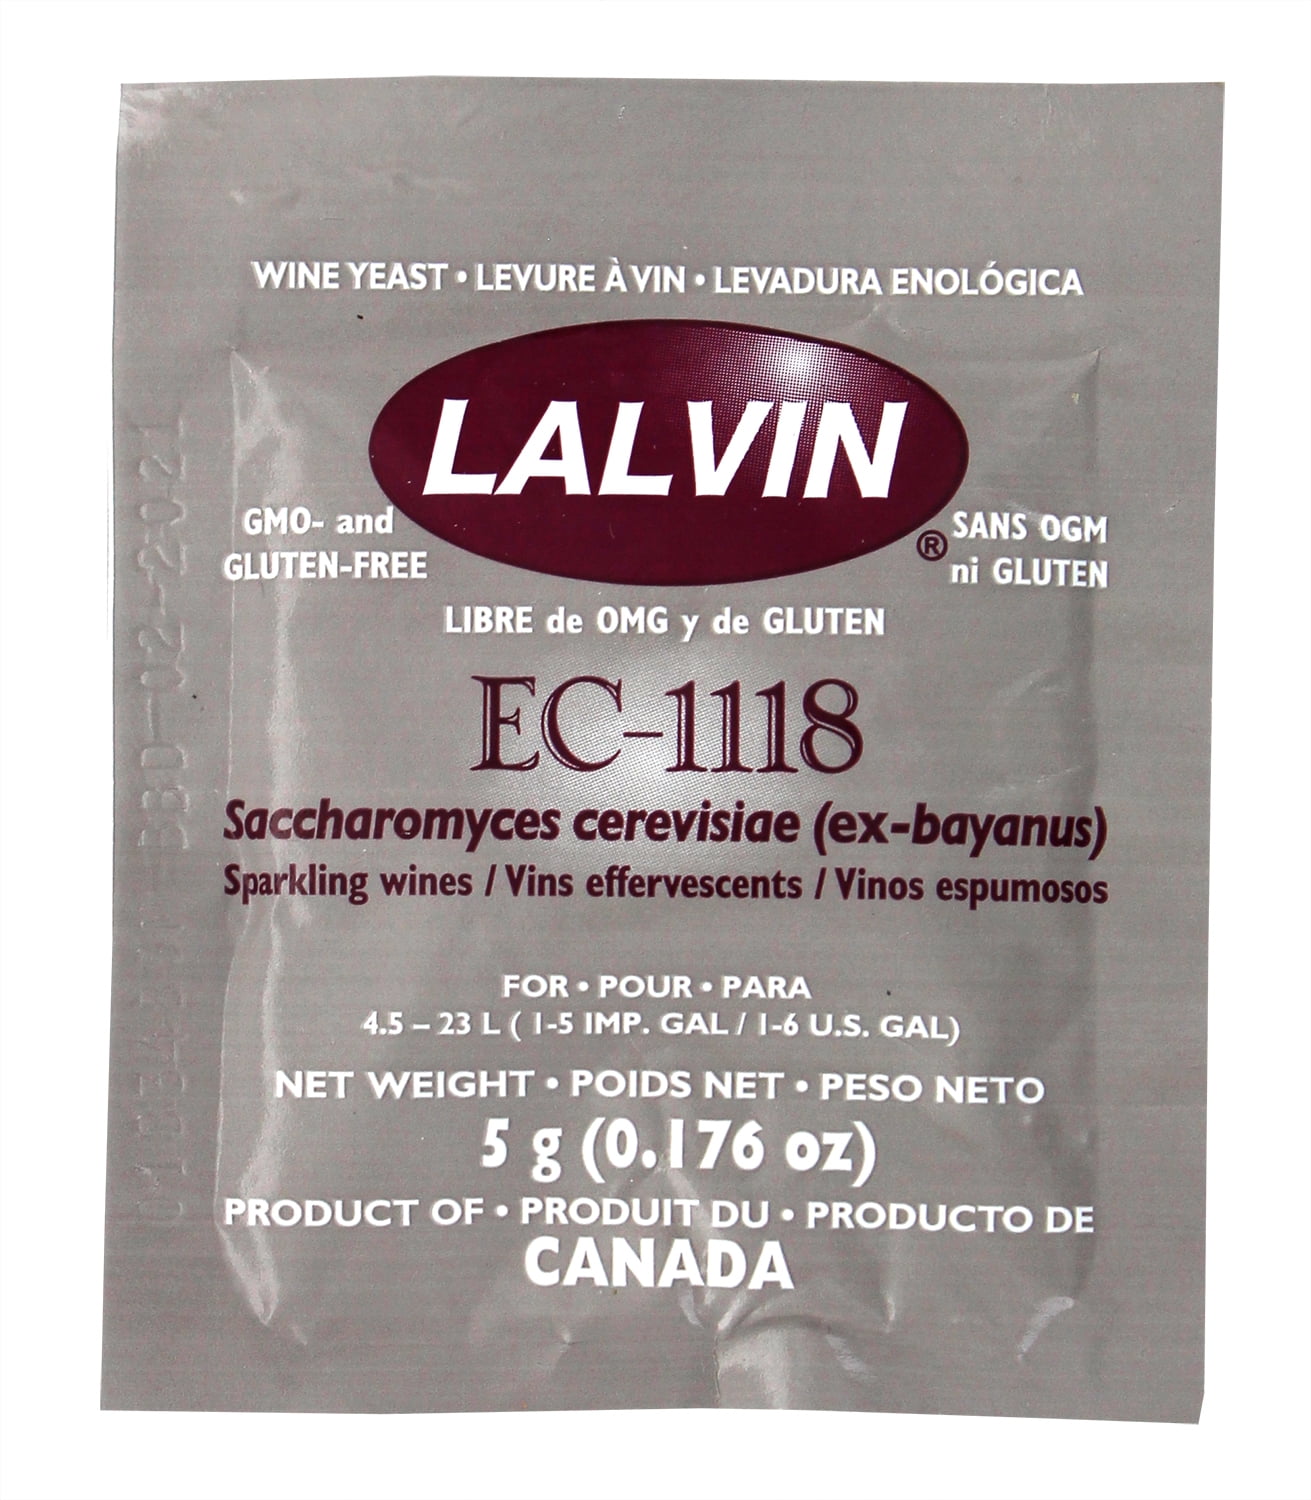 WINE YEAST • LEVURE À VIN • LEVADURA ENOLÓGICA
LALVIN
®
GMO- and
GLUTEN-FREE
SANS OGM
ni GLUTEN
LIBRE de OMG y de GLUTEN
EC-1118
Saccharomyces cerevisiae (ex-bayanus)
Sparkling wines / Vins effervescents / Vinos espumosos
FOR • POUR • PARA
4.5 – 23 L ( 1-5 IMP. GAL / 1-6 U.S. GAL)
NET WEIGHT • POIDS NET • PESO NETO
5 g (0.176 oz)
PRODUCT OF • PRODUIT DU • PRODUCTO DE
CANADA
02-2021